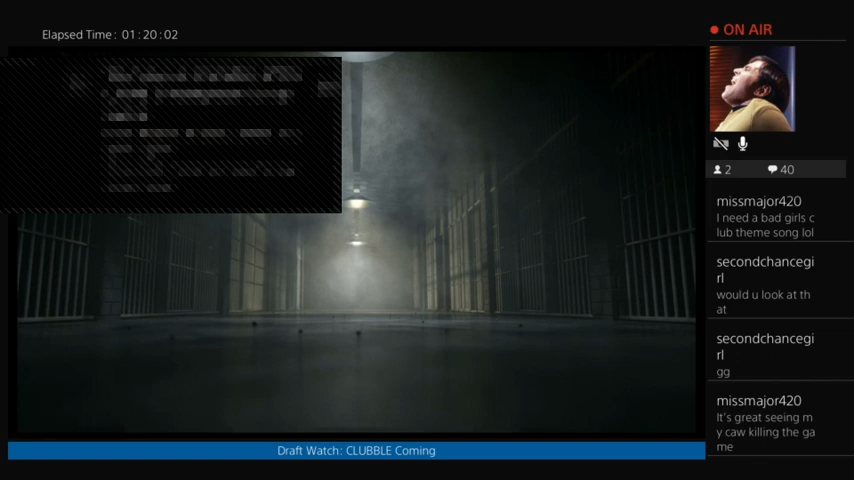 Elapsed Time: 01:20:02
ON AIR
2
40
missmajor420
I need a bad girls c
lub theme song lol
secondchancegi
rl
would u look at th
at
secondchancegi
rl
gg
missmajor420
It's great seeing m
y caw killing the ga
me
Draft Watch: CLUBBLE Coming